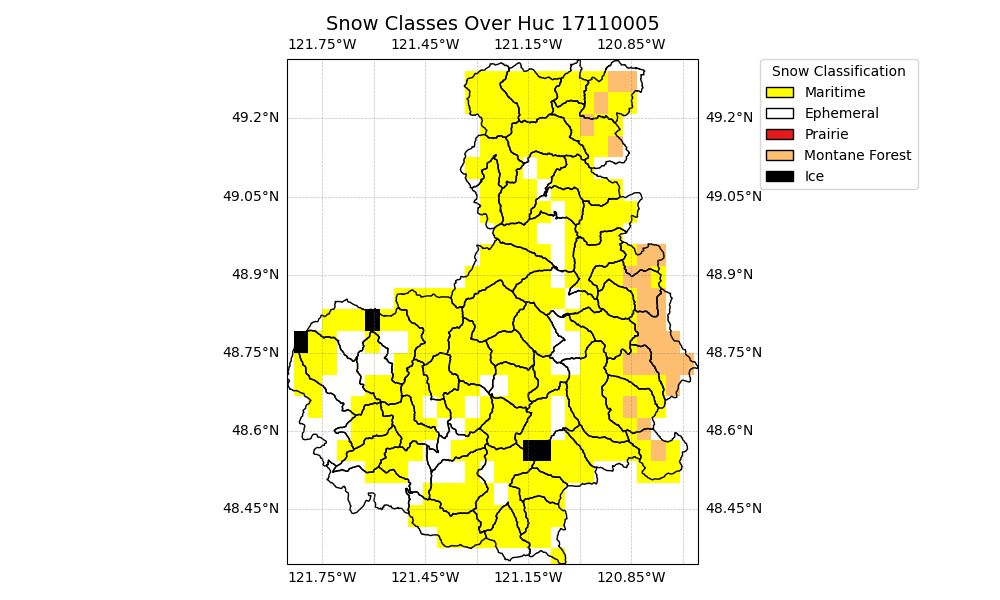 Snow Classes Over Huc 17110005
121.75°W 121.45°W 121.15°W 120.85°W
Snow Classification
Maritime
Ephemeral
Prairie
Montane Forest
Ice
49.2°N 49.2°N
49.05°N 49.05°N
48.9°N 48.9°N
48.75°N 48.75°N
48.6°N 48.6°N
48.45°N 48.45°N
121.75°W 121.45°W 121.15°W 120.85°W